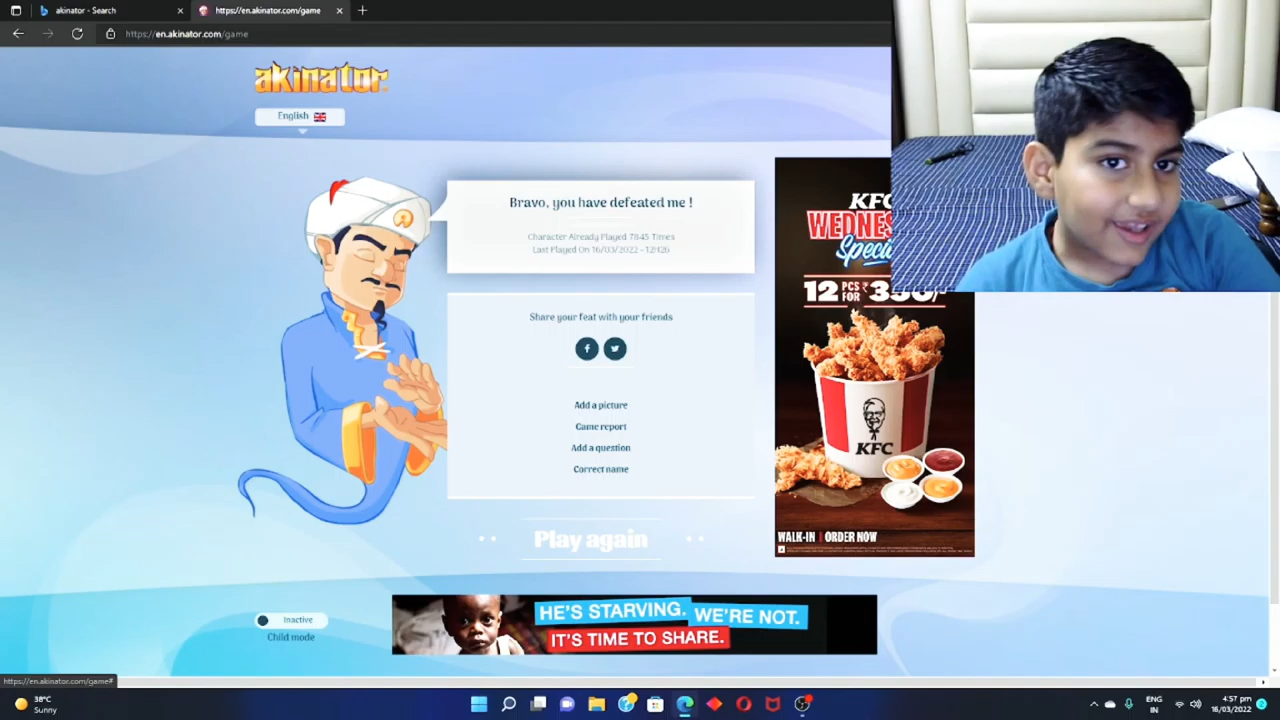 akinator - Search
https://en.akinator.com/game
https://en.akinator.com/game
akinator
English
Bravo, you have defeated me !
Character Already Played 7845 Times
Last Played On 16/03/2022 - 12h26
Share your feat with your friends
Add a picture
Game report
Add a question
Correct name
Play again
KFC
12 PCS FOR
KFC
WALK-IN | ORDER NOW
HE'S STARVING. WE'RE NOT.
IT'S TIME TO SHARE.
Inactive
Child mode
https://en.akinator.com/game#
38°C
Sunny
ENG
IN
4:57 pm
16/03/2022
2